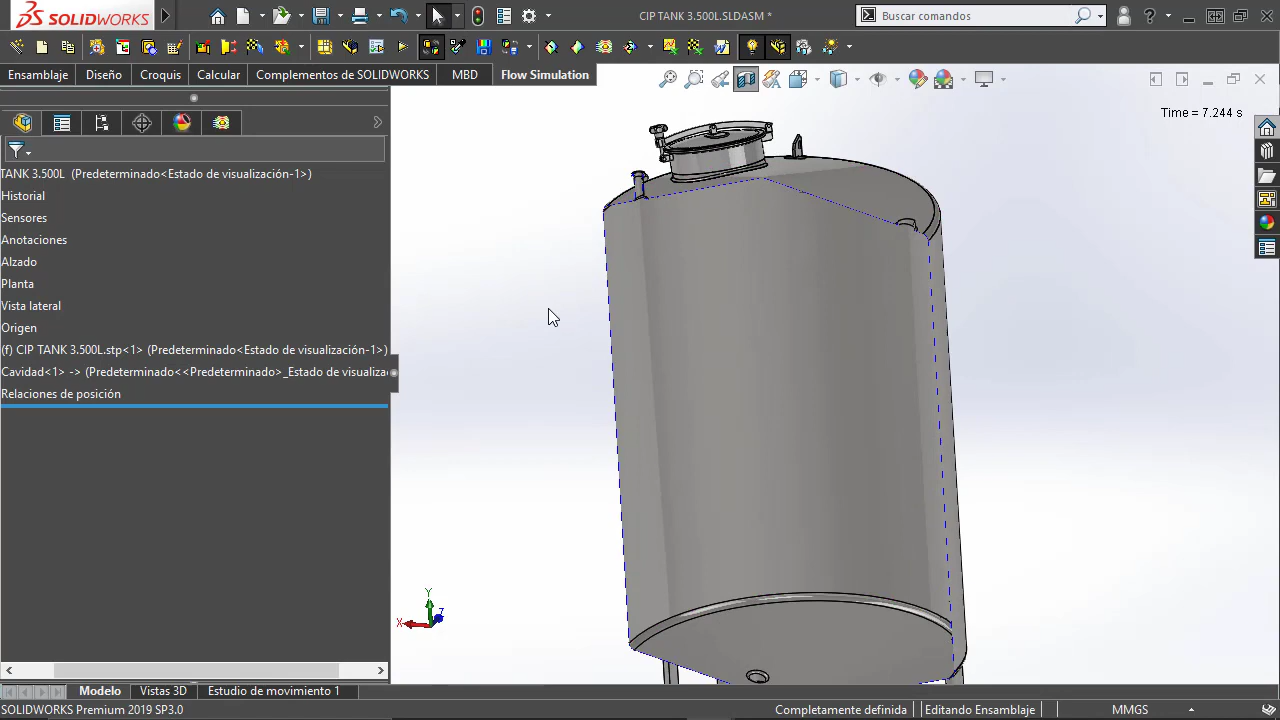 SOLIDWORKS
CIP TANK 3.500L.SLDASM *
Buscar comandos
Ensamblaje
Diseño
Croquis
Calcular
Complementos de SOLIDWORKS
MBD
Flow Simulation
Time = 7.244 s
TANK 3.500L (Predeterminado<Estado de visualización-1>)
Historial
Sensores
Anotaciones
Alzado
Planta
Vista lateral
Origen
(f) CIP TANK 3.500L.stp<1> (Predeterminado<Estado de visualización-1>)
Cavidad<1> -> (Predeterminado<<Predeterminado>_Estado de visualiza
Relaciones de posición
Y
Z
X
Modelo
Vistas 3D
Estudio de movimiento 1
SOLIDWORKS Premium 2019 SP3.0
Completamente definida
Editando Ensamblaje
MMGS